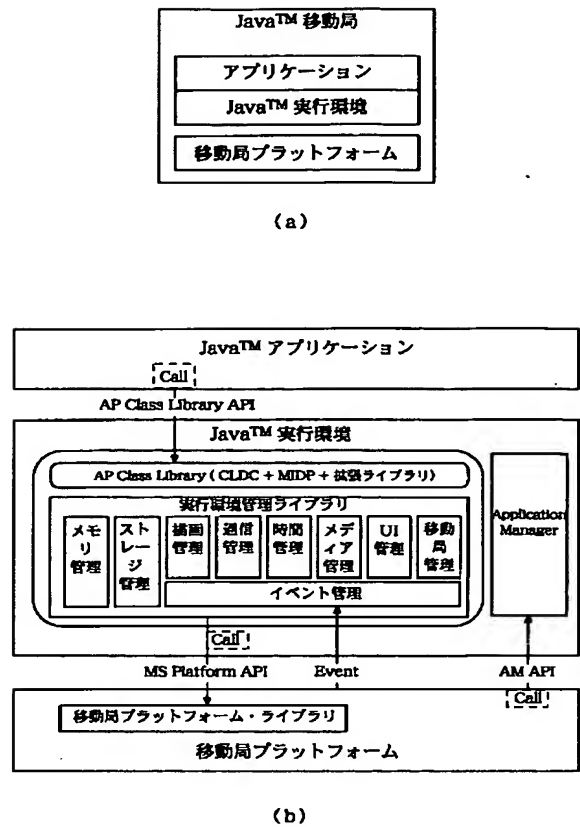 Java™ 移動局
アプリケーション
Java™ 実行環境
移動局プラットフォーム
(a)
Java™ アプリケーション
Call
AP Class Library API
Java™ 実行環境
AP Class Library ( CLDC + MIDP + 拡張ライブラリ)
実行環境管理ライブラリ
メモ
リ
管理
スト
レー
ジ
管理
描画
管理
通信
管理
時間
管理
メデ
ィア
管理
UI
管理
移動
局
管理
イベント管理
Application
Manager
Call
MS Platform API
Event
AM API
Call
移動局プラットフォーム・ライブラリ
移動局プラットフォーム
(b)